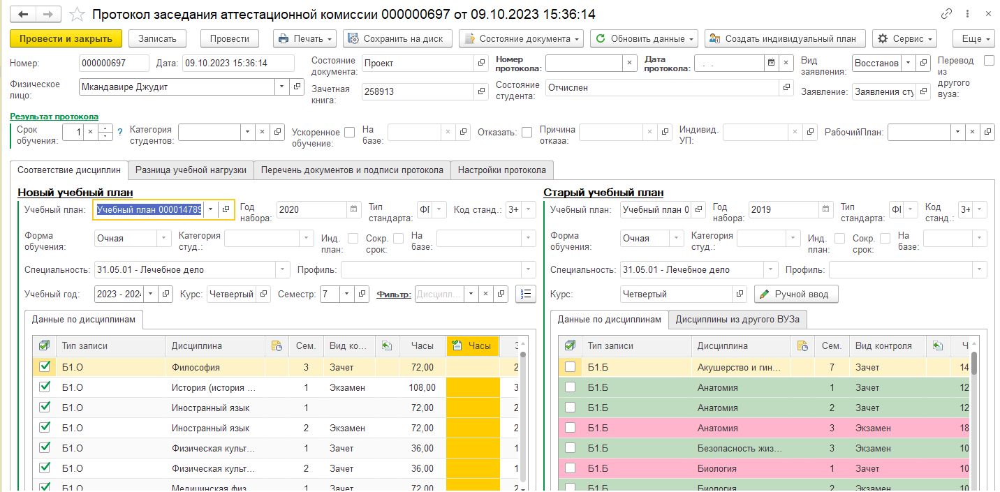 Протокол заседания аттестационной комиссии 000000697 от 09.10.2023 15:36:14
Провести и закрыть Записать Провести Печать Сохранить на диск Состояние документа Обновить данные Создать индивидуальный план Сервис Еще
Номер: 000000697 Дата: 09.10.2023 15:36:14 Состояние документа: Проект Номер протокола: Дата протокола: . . Вид заявления: Восстанов Перевод из другого вуза:
Физическое лицо: Мкандавире Джудит Зачетная книга: 258913 Состояние студента: Отчислен Заявление: Заявления сту
Результат протокола
Срок обучения: 1 ? Категория студентов: Ускоренное обучение: На базе: Отказать: Причина отказа: Индивид. УП: РабочийПлан:
Соответствие дисциплин Разница учебной нагрузки Перечень документов и подписи протокола Настройки протокола
Новый учебный план
Учебный план: Учебный план 000014789 Год набора: 2020 Тип стандарта: ФГ Код станд.: 3+
Форма обучения: Очная Категория студ.: Инд. план: Сокр. срок: На базе:
Специальность: 31.05.01 - Лечебное дело Профиль:
Учебный год: 2023 - 2024 Курс: Четвертый Семестр: 7 Фильтр: Дисципл...
Данные по дисциплинам
Тип записи Дисциплина Сем. Вид ко... Часы Часы З
Б1.О Философия 3 Зачет 72,00 2
Б1.О История (история ... 1 Экзамен 108,00 3
Б1.О Иностранный язык 1 72,00 2
Б1.О Иностранный язык 2 Экзамен 72,00 2
Б1.О Физическая культ... 1 Зачет 36,00 1
Б1.О Физическая культ... 2 Зачет 36,00 1
Б1.О Медицинская физ... 1 Зачет 72,00 2
Старый учебный план
Учебный план: Учебный план 0 Год набора: 2019 Тип стандарта: ФГ Код станд.: 3+
Форма обучения: Очная Категория студ.: Инд. план: Сокр. срок: На базе:
Специальность: 31.05.01 - Лечебное дело Профиль:
Курс: Четвертый Ручной ввод
Данные по дисциплинам Дисциплины из другого ВУЗа
Тип записи Дисциплина Сем. Вид контроля Ч
Б1.Б Акушерство и гин... 7 Зачет 14
Б1.Б Анатомия 1 Зачет 12
Б1.Б Анатомия 2 Зачет 12
Б1.Б Анатомия 3 Экзамен 18
Б1.Б Безопасность жиз... 3 Экзамен 10
Б1.Б Биология 1 Зачет 10
Б1.Б Биология 2 Экзамен 10